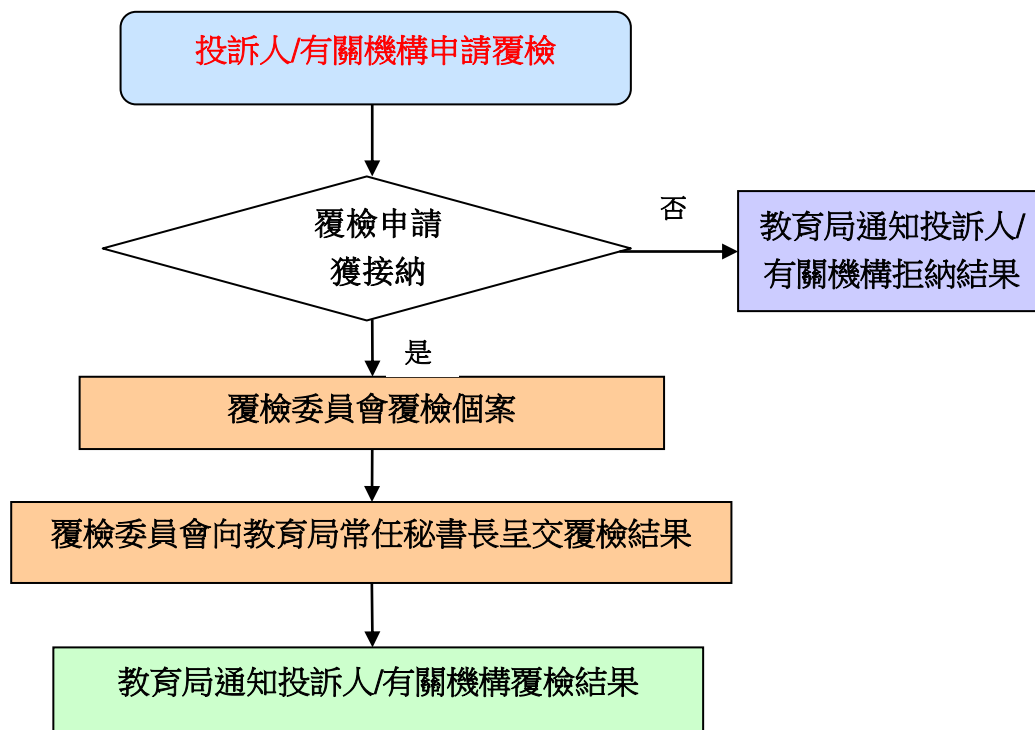 投訴人/有關機構申請覆檢
覆檢申請
獲接納
否
教育局通知投訴人/
有關機構拒納結果
是
覆檢委員會覆檢個案
覆檢委員會向教育局常任秘書長呈交覆檢結果
教育局通知投訴人/有關機構覆檢結果